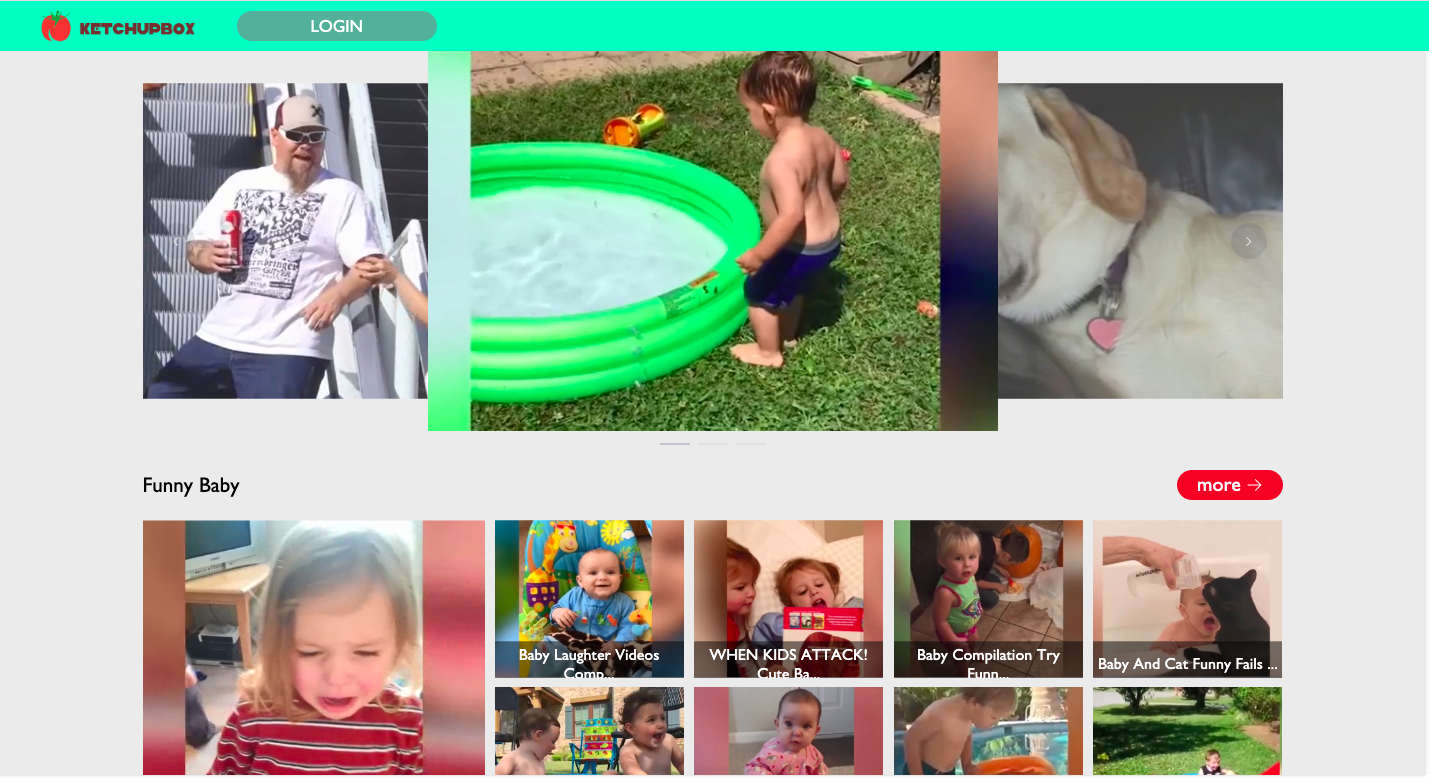 KETCHUPBOX
LOGIN
Funny Baby
more →
Baby Laughter Videos
Comp...
WHEN KIDS ATTACK!
Cute Ba...
Baby Compilation Try
Funn...
Baby And Cat Funny Fails ...